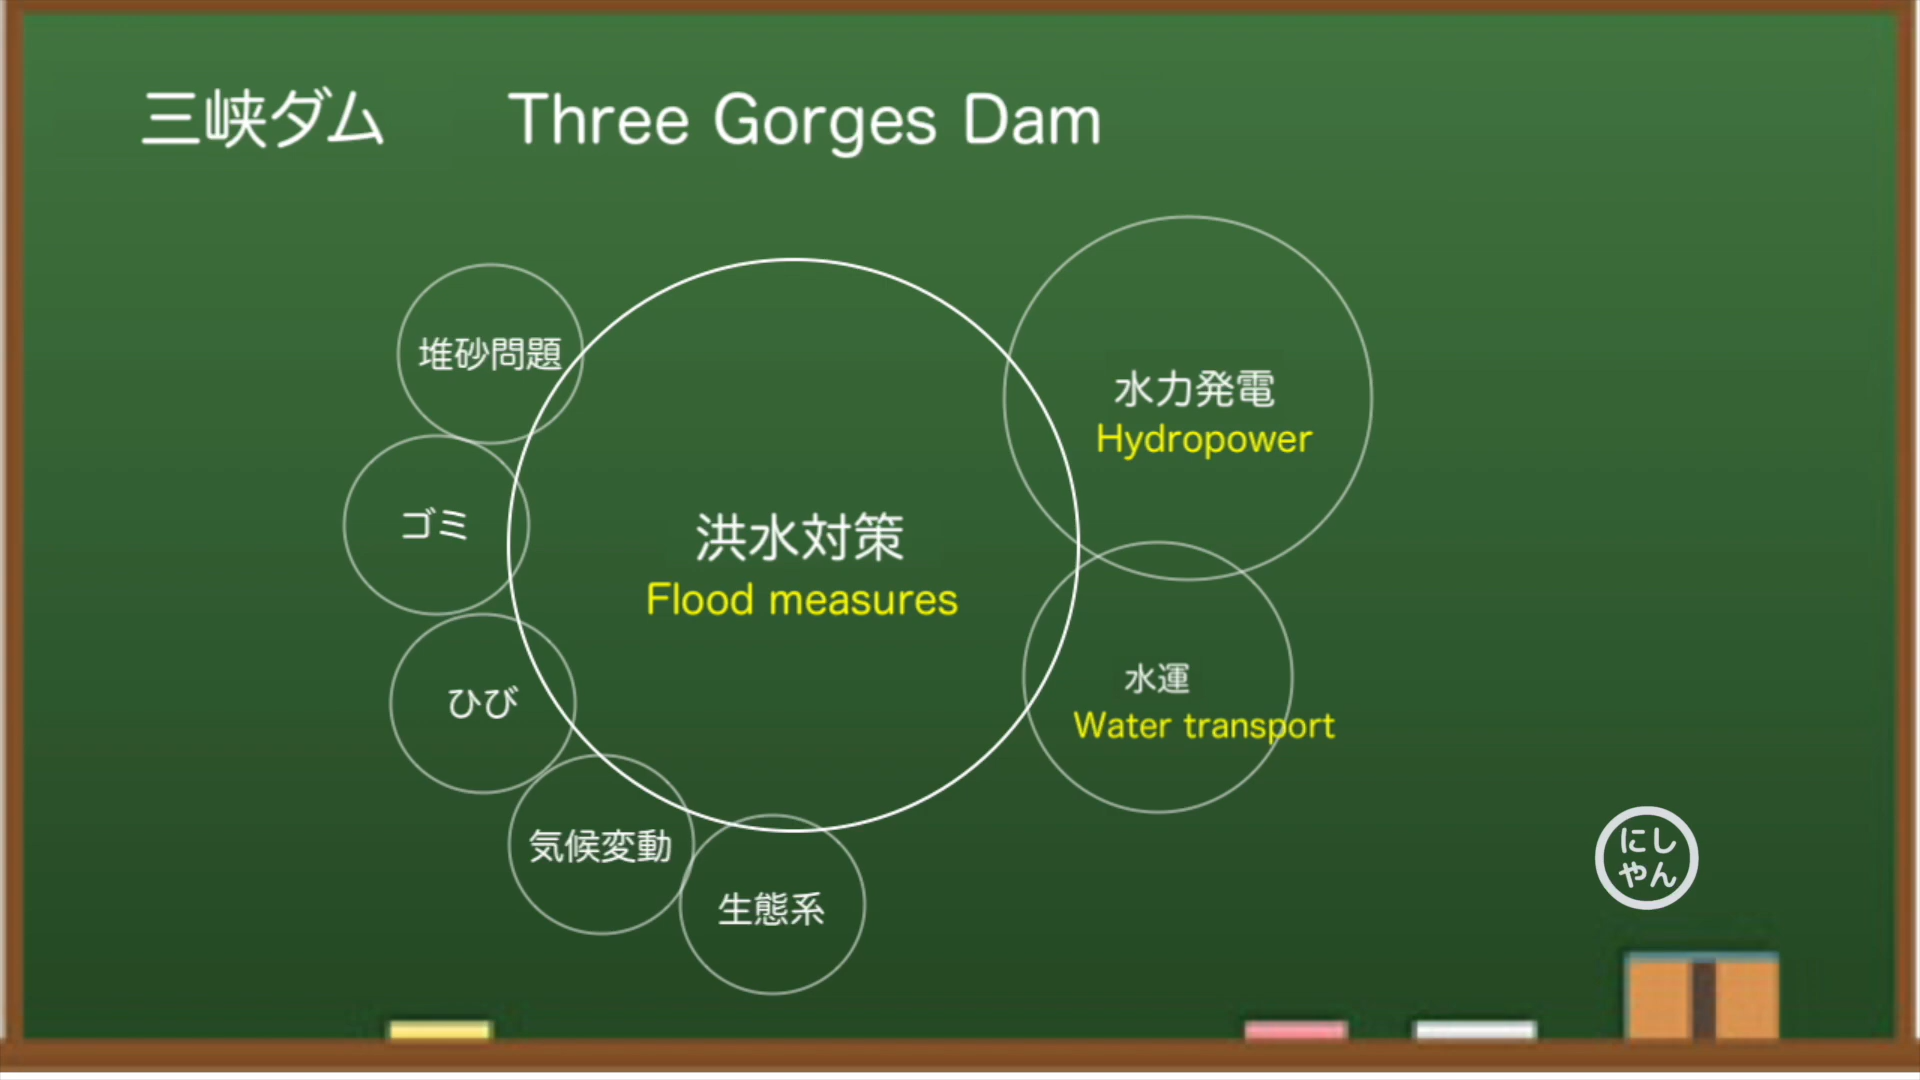 三峡ダム Three Gorges Dam
堆砂問題
ゴミ
ひび
気候変動
生態系
洪水対策
Flood measures
水力発電
Hydropower
水運
Water transport
にし
やん